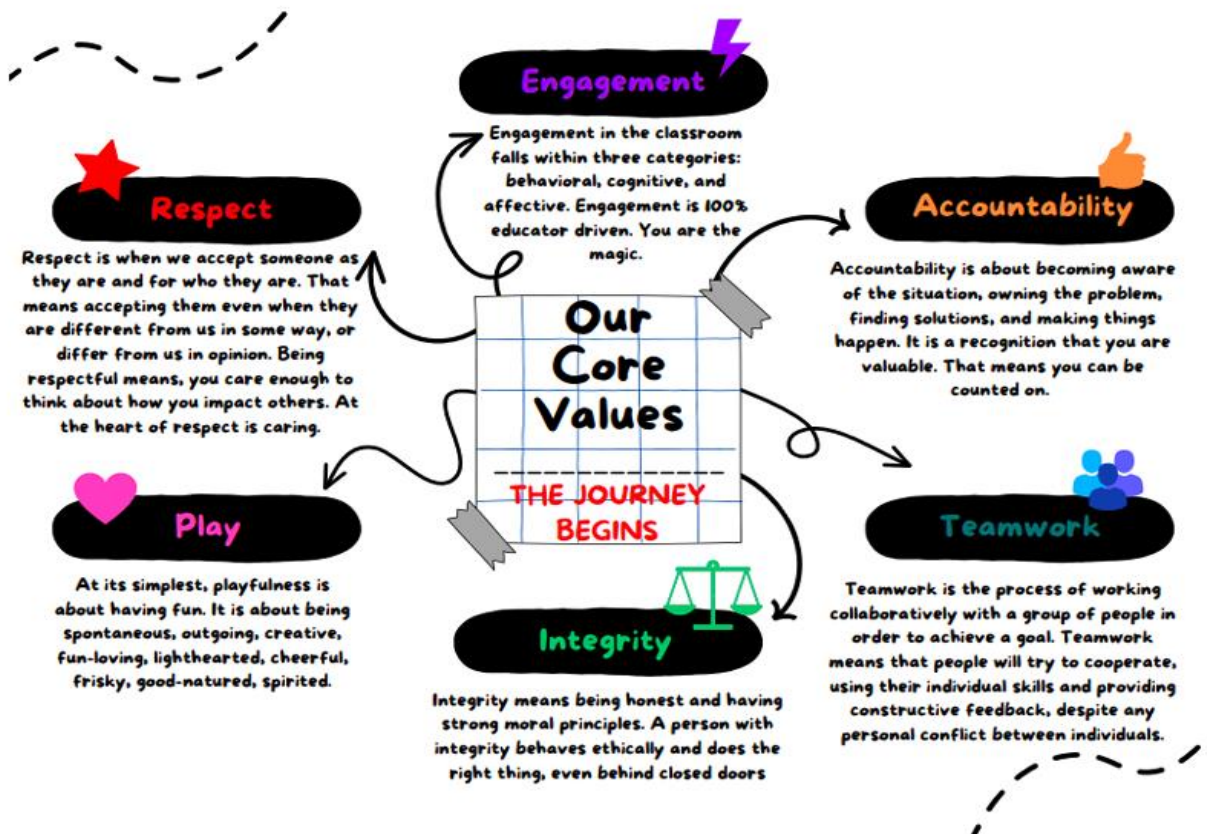 Engagement
Engagement in the classroom
falls within three categories:
behavioral, cognitive, and
affective. Engagement is 100%
educator driven. You are the
magic.
Respect
Respect is when we accept someone as
they are and for who they are. That
means accepting them even when they
are different from us in some way, or
differ from us in opinion. Being
respectful means, you care enough to
think about how you impact others. At
the heart of respect is caring.
Accountability
Accountability is about becoming aware
of the situation, owning the problem,
finding solutions, and making things
happen. It is a recognition that you are
valuable. That means you can be
counted on.
Our
Core
Values
THE JOURNEY
BEGINS
Play
At its simplest, playfulness is
about having fun. It is about being
spontaneous, outgoing, creative,
fun-loving, lighthearted, cheerful,
frisky, good-natured, spirited.
Integrity
Integrity means being honest and having
strong moral principles. A person with
integrity behaves ethically and does the
right thing, even behind closed doors
Teamwork
Teamwork is the process of working
collaboratively with a group of people in
order to achieve a goal. Teamwork
means that people will try to cooperate,
using their individual skills and providing
constructive feedback, despite any
personal conflict between individuals.